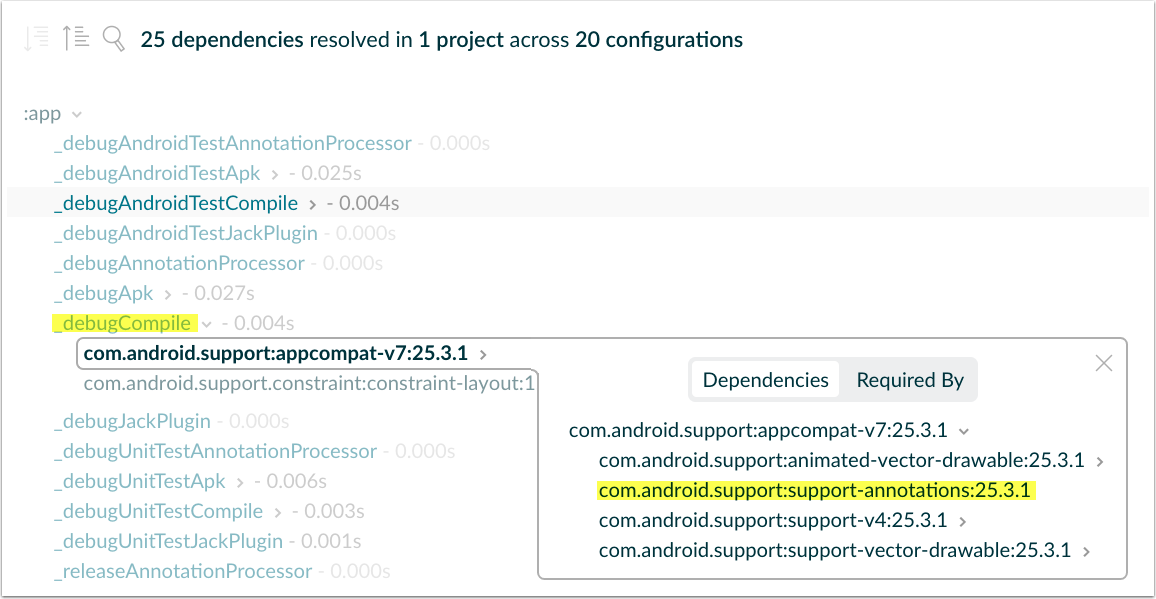 25 dependencies resolved in 1 project across 20 configurations
:app
_debugAndroidTestAnnotationProcessor - 0.000s
_debugAndroidTestApk - 0.025s
_debugAndroidTestCompile - 0.004s
_debugAndroidTestJackPlugin - 0.000s
_debugAnnotationProcessor - 0.000s
_debugApk - 0.027s
_debugCompile - 0.004s
com.android.support:appcompat-v7:25.3.1
com.android.support.constraint:constraint-layout:1
_debugJackPlugin - 0.000s
_debugUnitTestAnnotationProcessor - 0.000s
_debugUnitTestApk - 0.006s
_debugUnitTestCompile - 0.003s
_debugUnitTestJackPlugin - 0.001s
_releaseAnnotationProcessor - 0.000s
Dependencies Required By
com.android.support:appcompat-v7:25.3.1
com.android.support:animated-vector-drawable:25.3.1
com.android.support:support-annotations:25.3.1
com.android.support:support-v4:25.3.1
com.android.support:support-vector-drawable:25.3.1